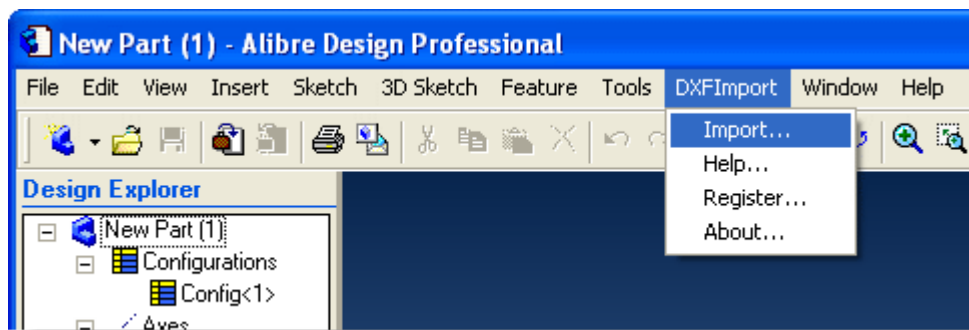 New Part (1) - Alibre Design Professional
File Edit View Insert Sketch 3D Sketch Feature Tools DXFImport Window Help
Import...
Help...
Register...
About...
Design Explorer
New Part (1)
Configurations
Config<1>
Axes